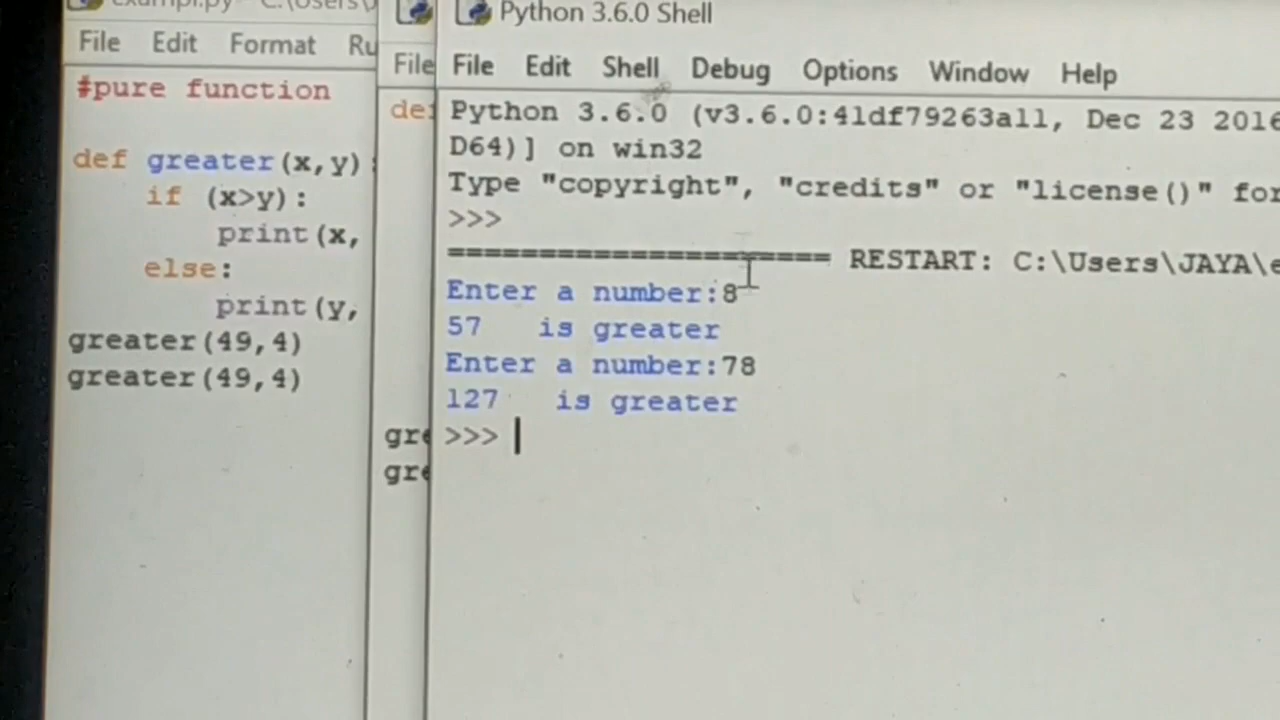 File Edit Format
#pure function
def greater(x,y):
if (x>y):
print(x,
else:
print(y,
greater(49,4)
greater(49,4)
File
Python 3.6.0 Shell
File Edit Shell Debug Options Window Help
Python 3.6.0 (v3.6.0:41df79263a11, Dec 23 2016
D64)] on win32
Type "copyright", "credits" or "license()" for
>>>
===================== RESTART: C:\Users\JAYA\e
Enter a number:8
57 is greater
Enter a number:78
127 is greater
>>>